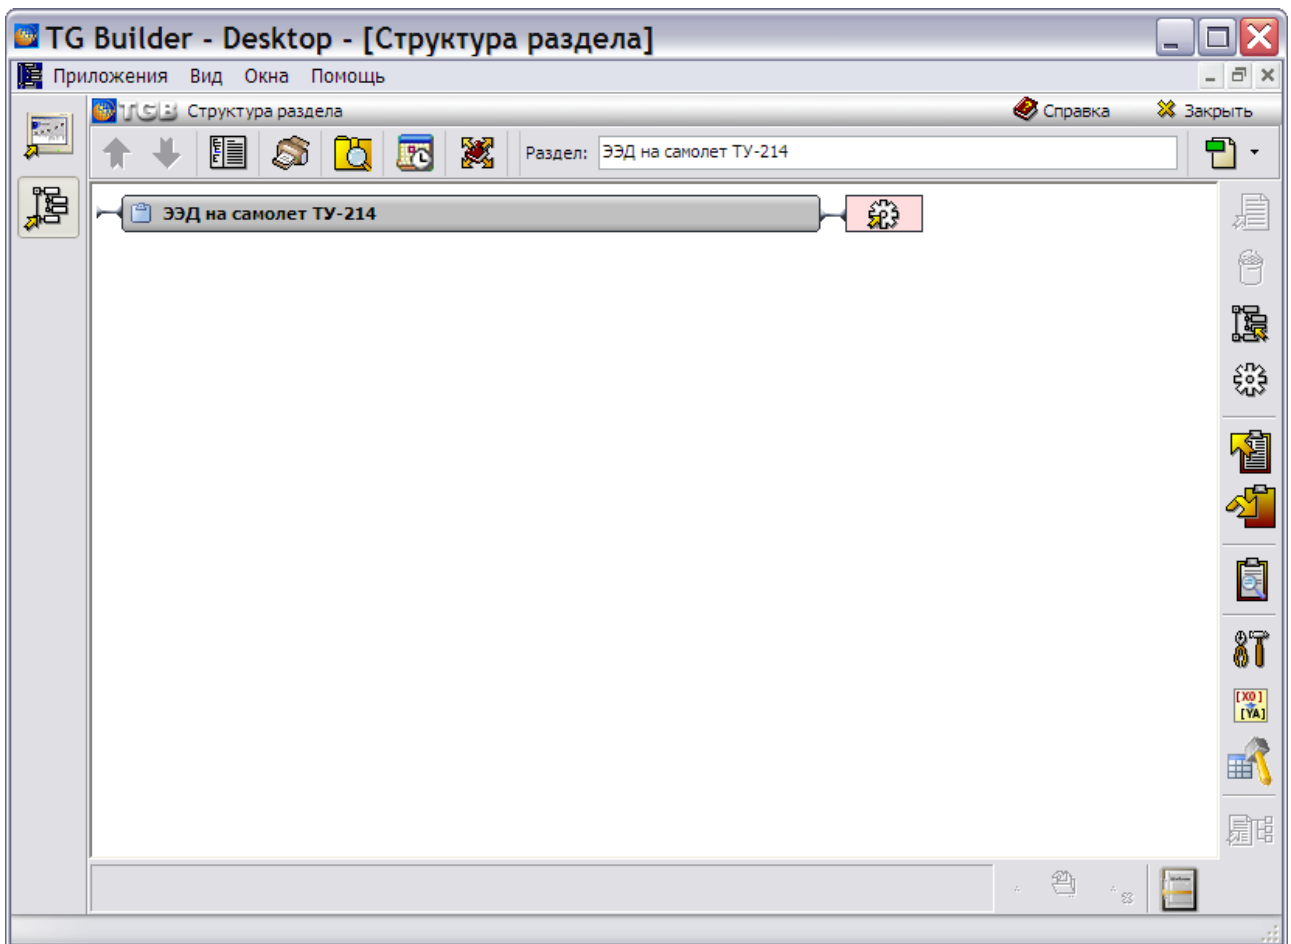 TG Builder - Desktop - [Структура раздела]
Приложения Вид Окна Помощь
TGB Структура раздела Справка Закрыть
Раздел: ЭЭД на самолет ТУ-214
ЭЭД на самолет ТУ-214
[XO]
[YA]